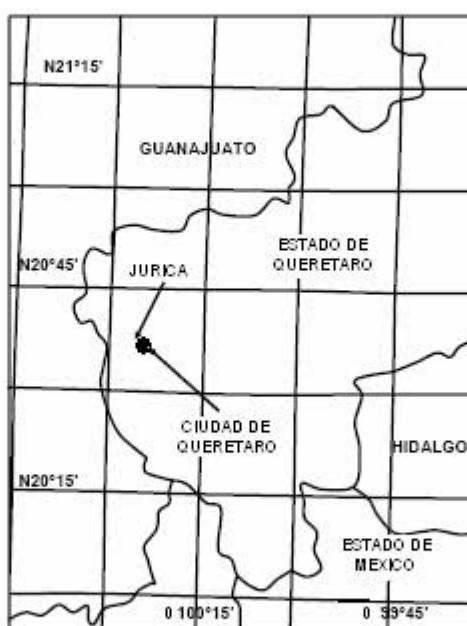 N21°15'
GUANAJUATO
ESTADO DE
QUERETARO
N20°45'
JURICA
CIUDAD DE
QUERETARO
HIDALGO
N20°15'
ESTADO DE
MEXICO
0 100°15'
0 99°45'